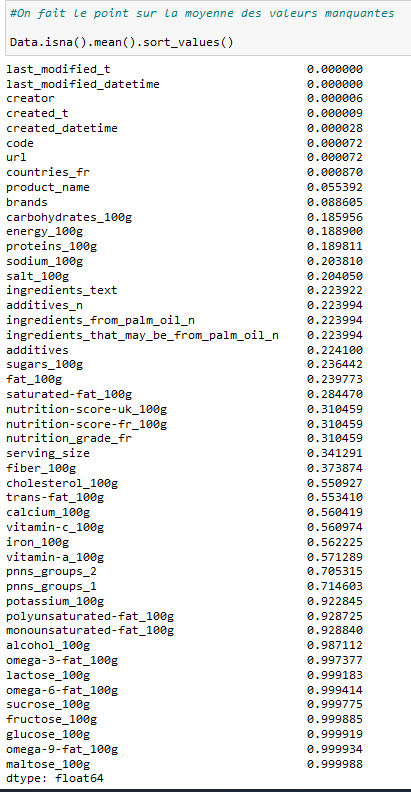 #On fait le point sur la moyenne des valeurs manquantes
Data.isna().mean().sort_values()
last_modified_t 0.000000
last_modified_datetime 0.000000
creator 0.000006
created_t 0.000009
created_datetime 0.000028
code 0.000072
url 0.000072
countries_fr 0.000870
product_name 0.055392
brands 0.088605
carbohydrates_100g 0.185956
energy_100g 0.188900
proteins_100g 0.189811
sodium_100g 0.203810
salt_100g 0.204050
ingredients_text 0.223922
additives_n 0.223994
ingredients_from_palm_oil_n 0.223994
ingredients_that_may_be_from_palm_oil_n 0.223994
additives 0.224100
sugars_100g 0.236442
fat_100g 0.239773
saturated-fat_100g 0.284470
nutrition-score-uk_100g 0.310459
nutrition-score-fr_100g 0.310459
nutrition_grade_fr 0.310459
serving_size 0.341291
fiber_100g 0.373874
cholesterol_100g 0.550927
trans-fat_100g 0.553410
calcium_100g 0.560419
vitamin-c_100g 0.560974
iron_100g 0.562225
vitamin-a_100g 0.571289
pnns_groups_2 0.705315
pnns_groups_1 0.714603
potassium_100g 0.922845
polyunsaturated-fat_100g 0.928725
monounsaturated-fat_100g 0.928840
alcohol_100g 0.987112
omega-3-fat_100g 0.997377
lactose_100g 0.999183
omega-6-fat_100g 0.999414
sucrose_100g 0.999775
fructose_100g 0.999885
glucose_100g 0.999919
omega-9-fat_100g 0.999934
maltose_100g 0.999988
dtype: float64